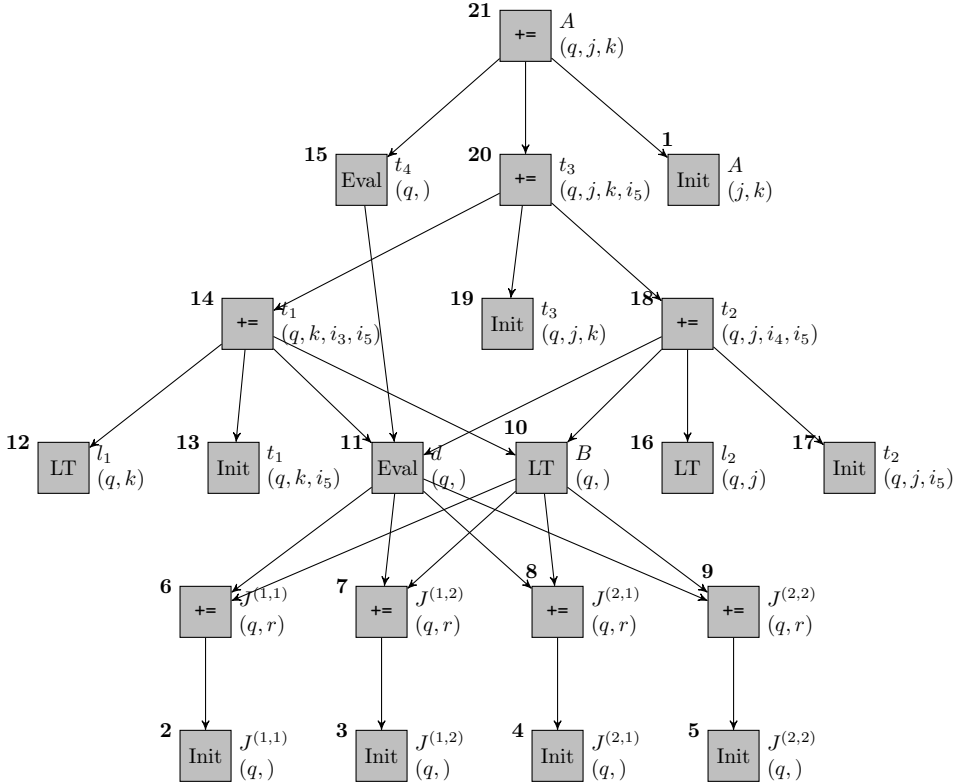 21 += A
(q, j, k)
15 Eval t₄
(q, )
20 += t₃
(q, j, k, i₅)
1 Init A
(j, k)
14 += t₁
(q, k, i₃, i₅)
19 Init t₃
(q, j, k)
18 += t₂
(q, j, i₄, i₅)
12 LT l₁
(q, k)
13 Init t₁
(q, k, i₅)
11 Eval d
(q, )
10 LT B
(q, )
16 LT l₂
(q, j)
17 Init t₂
(q, j, i₅)
6 += J^(1,1)
(q, r)
7 += J^(1,2)
(q, r)
8 += J^(2,1)
(q, r)
9 += J^(2,2)
(q, r)
2 Init J^(1,1)
(q, )
3 Init J^(1,2)
(q, )
4 Init J^(2,1)
(q, )
5 Init J^(2,2)
(q, )